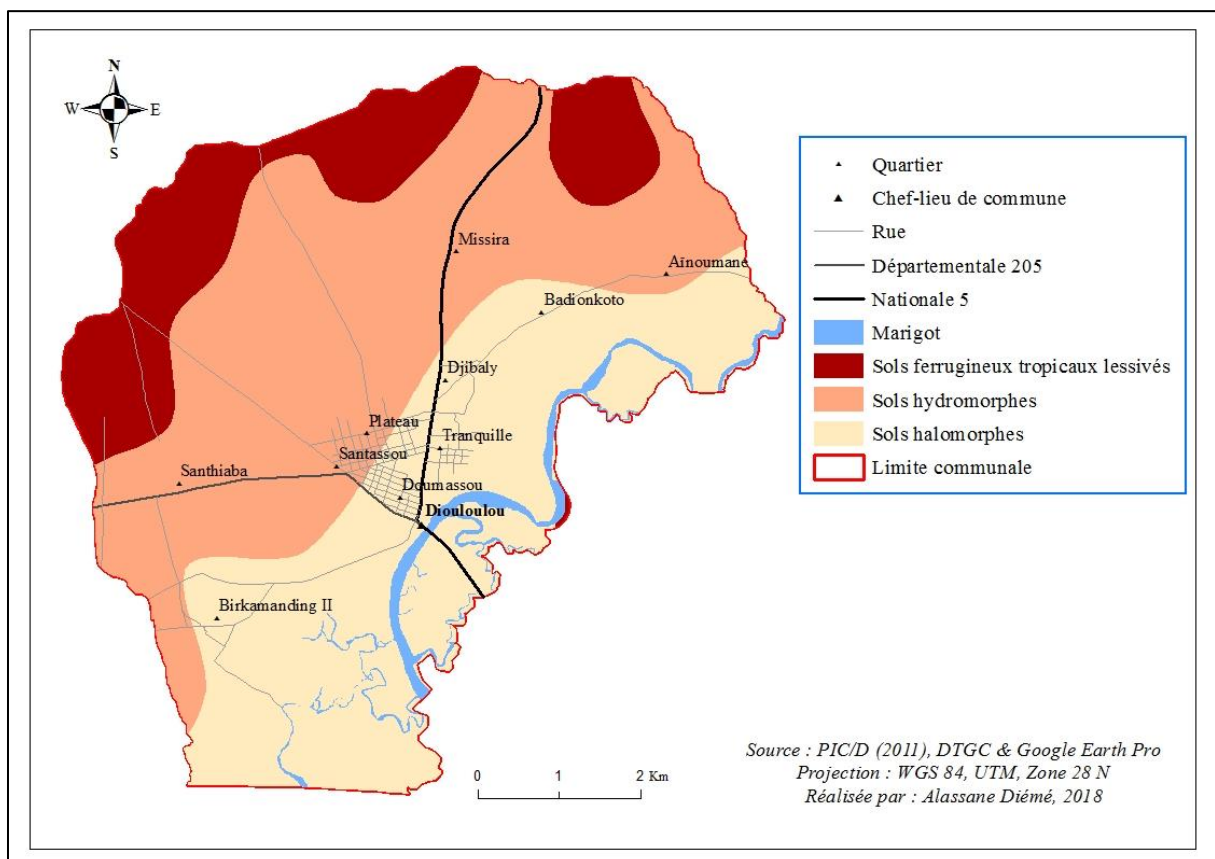 N
W E
S
Missira
Aïnoumane
Badionkoto
Djibaly
Plateau
Tranquille
Santassou
Santhiaba
Doumassou
Diouloulou
Birkamanding II
Quartier
Chef-lieu de commune
Rue
Départementale 205
Nationale 5
Marigot
Sols ferrugineux tropicaux lessivés
Sols hydromorphes
Sols halomorphes
Limite communale
0 1 2 Km
Source : PIC/D (2011), DTGC & Google Earth Pro
Projection : WGS 84, UTM, Zone 28 N
Réalisée par : Alassane Diémé, 2018